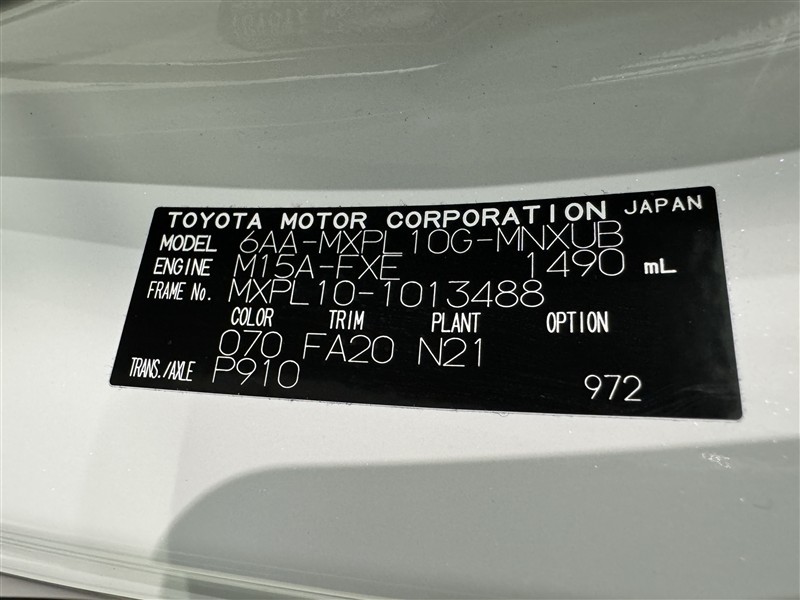 TOYOTA MOTOR CORPORATION JAPAN
MODEL 6AA-MXPL10G-MNXUB
ENGINE M15A-FXE 1490 mL
FRAME No. MXPL10-1013488
COLOR TRIM PLANT OPTION
070 FA20 N21
TRANS./AXLE P910 972